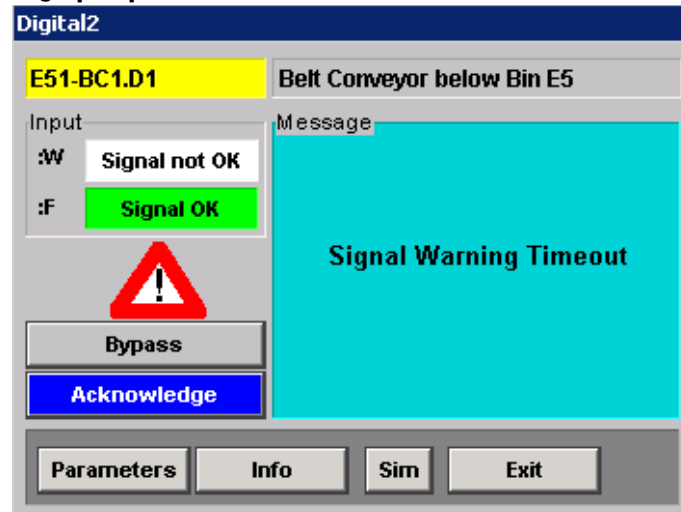 Digital2
E51-BC1.D1
Belt Conveyor below Bin E5
Input
Message
:W Signal not OK
:F Signal OK
Signal Warning Timeout
!
Bypass
Acknowledge
Parameters Info Sim Exit